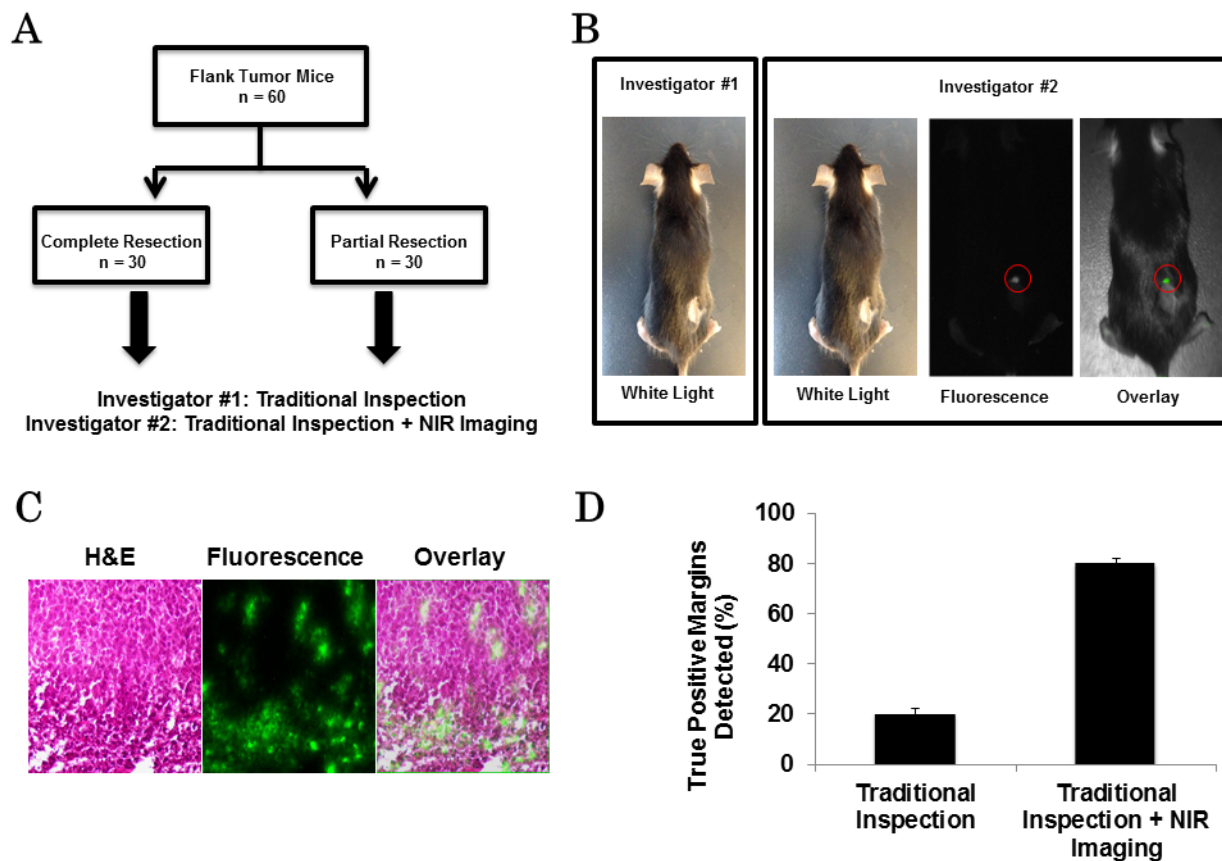 A
Flank Tumor Mice
n = 60
Complete Resection
n = 30
Partial Resection
n = 30
Investigator #1: Traditional Inspection
Investigator #2: Traditional Inspection + NIR Imaging
B
Investigator #1
White Light
Investigator #2
White Light
Fluorescence
Overlay
C
H&E
Fluorescence
Overlay
D
True Positive Margins
Detected (%)
100
80
60
40
20
0
Traditional
Inspection
Traditional
Inspection + NIR
Imaging